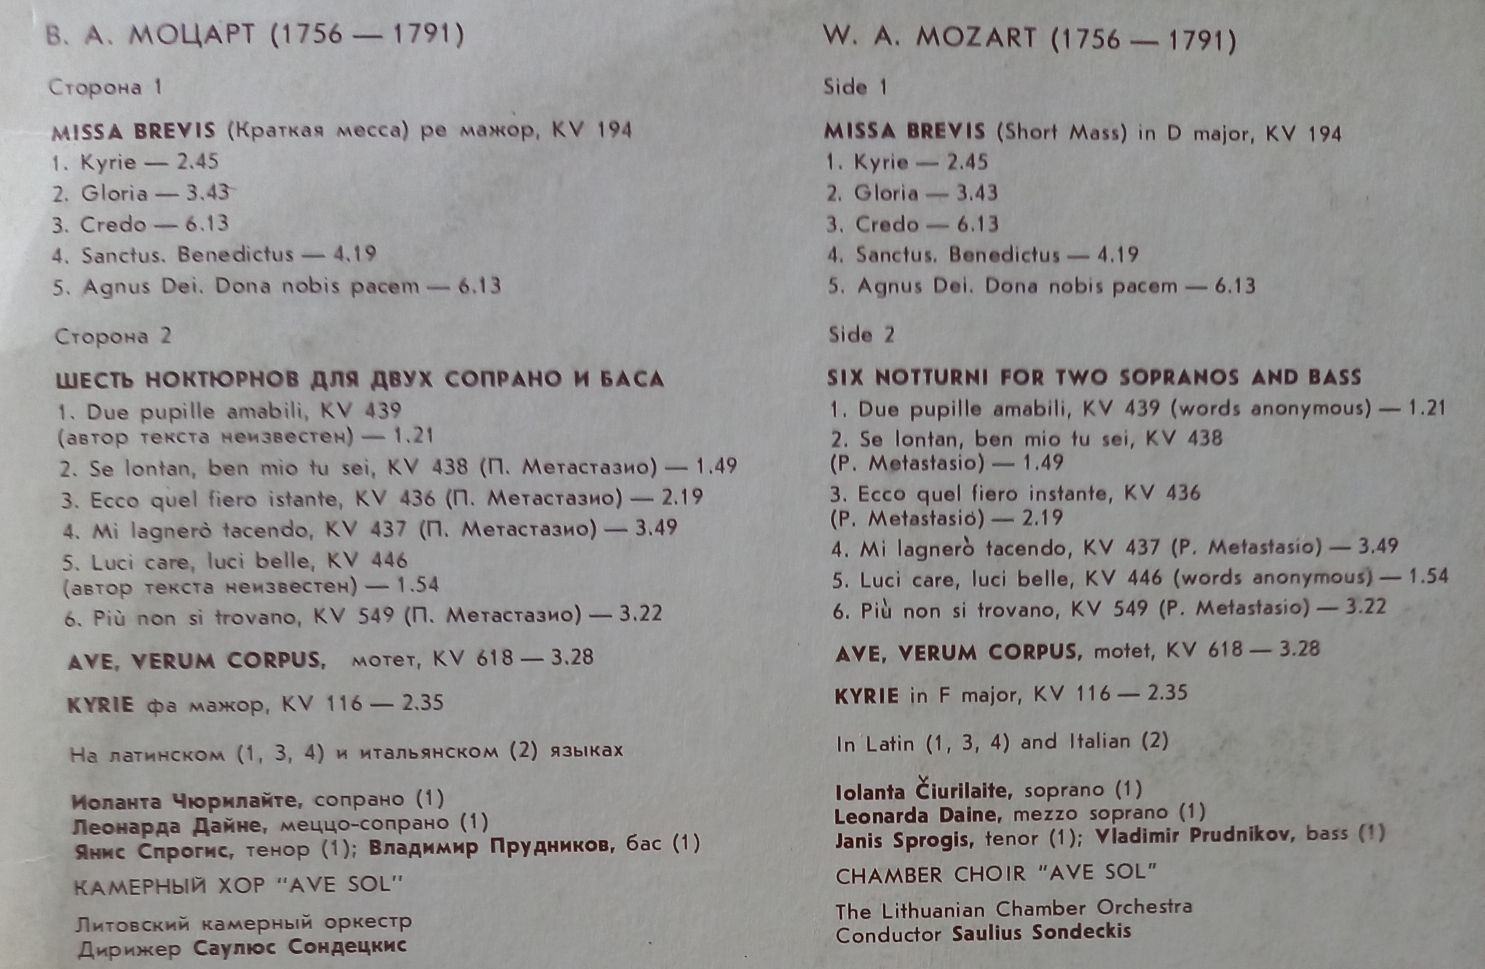 В. А. МОЦАРТ (1756 — 1791)
Сторона 1
MISSA BREVIS (Краткая месса) ре мажор, KV 194
1. Kyrie — 2.45
2. Gloria — 3.43
3. Credo — 6.13
4. Sanctus. Benedictus — 4.19
5. Agnus Dei. Dona nobis pacem — 6.13
Сторона 2
ШЕСТЬ НОКТЮРНОВ ДЛЯ ДВУХ СОПРАНО И БАСА
1. Due pupille amabili, KV 439
(автор текста неизвестен) — 1.21
2. Se lontan, ben mio tu sei, KV 438 (П. Метастазио) — 1.49
3. Ecco quel fiero istante, KV 436 (П. Метастазио) — 2.19
4. Mi lagnerò tacendo, KV 437 (П. Метастазио) — 3.49
5. Luci care, luci belle, KV 446
(автор текста неизвестен) — 1.54
6. Più non si trovano, KV 549 (П. Метастазио) — 3.22
AVE, VERUM CORPUS, мотет, KV 618 — 3.28
KYRIE фа мажор, KV 116 — 2.35
На латинском (1, 3, 4) и итальянском (2) языках
Иоланта Чюрилайте, сопрано (1)
Леонарда Дайне, меццо-сопрано (1)
Янис Спрогис, тенор (1); Владимир Прудников, бас (1)
КАМЕРНЫЙ ХОР "AVE SOL"
Литовский камерный оркестр
Дирижер Саулюс Сондецкис
W. A. MOZART (1756 — 1791)
Side 1
MISSA BREVIS (Short Mass) in D major, KV 194
1. Kyrie — 2.45
2. Gloria — 3.43
3. Credo — 6.13
4. Sanctus. Benedictus — 4.19
5. Agnus Dei. Dona nobis pacem — 6.13
Side 2
SIX NOTTURNI FOR TWO SOPRANOS AND BASS
1. Due pupille amabili, KV 439 (words anonymous) — 1.21
2. Se lontan, ben mio tu sei, KV 438
(P. Metastasio) — 1.49
3. Ecco quel fiero instante, KV 436
(P. Metastasio) — 2.19
4. Mi lagnerò tacendo, KV 437 (P. Metastasio) — 3.49
5. Luci care, luci belle, KV 446 (words anonymous) — 1.54
6. Più non si trovano, KV 549 (P. Metastasio) — 3.22
AVE, VERUM CORPUS, motet, KV 618 — 3.28
KYRIE in F major, KV 116 — 2.35
In Latin (1, 3, 4) and Italian (2)
Iolanta Čiurilaite, soprano (1)
Leonarda Daine, mezzo soprano (1)
Janis Sprogis, tenor (1); Vladimir Prudnikov, bass (1)
CHAMBER CHOIR "AVE SOL"
The Lithuanian Chamber Orchestra
Conductor Saulius Sondeckis